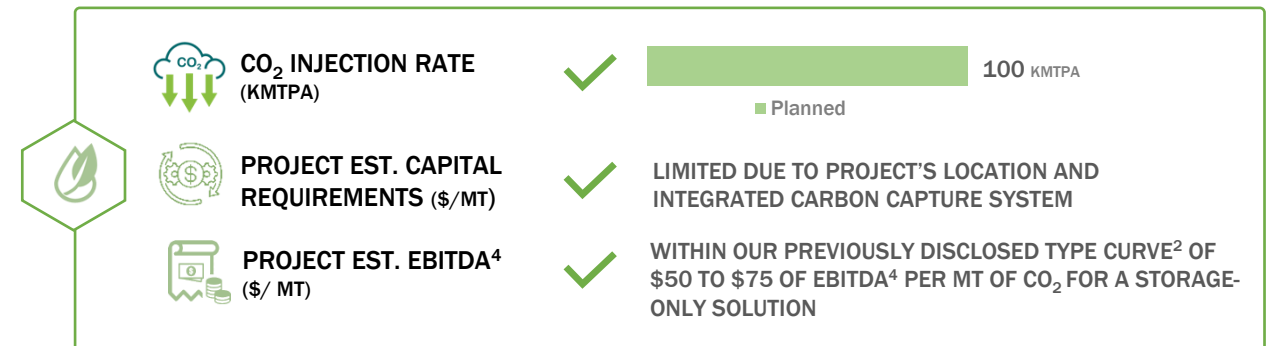 CO₂
CO₂ INJECTION RATE
(KMTPA)
100 KMTPA
Planned
PROJECT EST. CAPITAL
REQUIREMENTS ($/MT)
LIMITED DUE TO PROJECT’S LOCATION AND
INTEGRATED CARBON CAPTURE SYSTEM
$
PROJECT EST. EBITDA⁴
($/ MT)
WITHIN OUR PREVIOUSLY DISCLOSED TYPE CURVE² OF
$50 TO $75 OF EBITDA⁴ PER MT OF CO₂ FOR A STORAGE-
ONLY SOLUTION